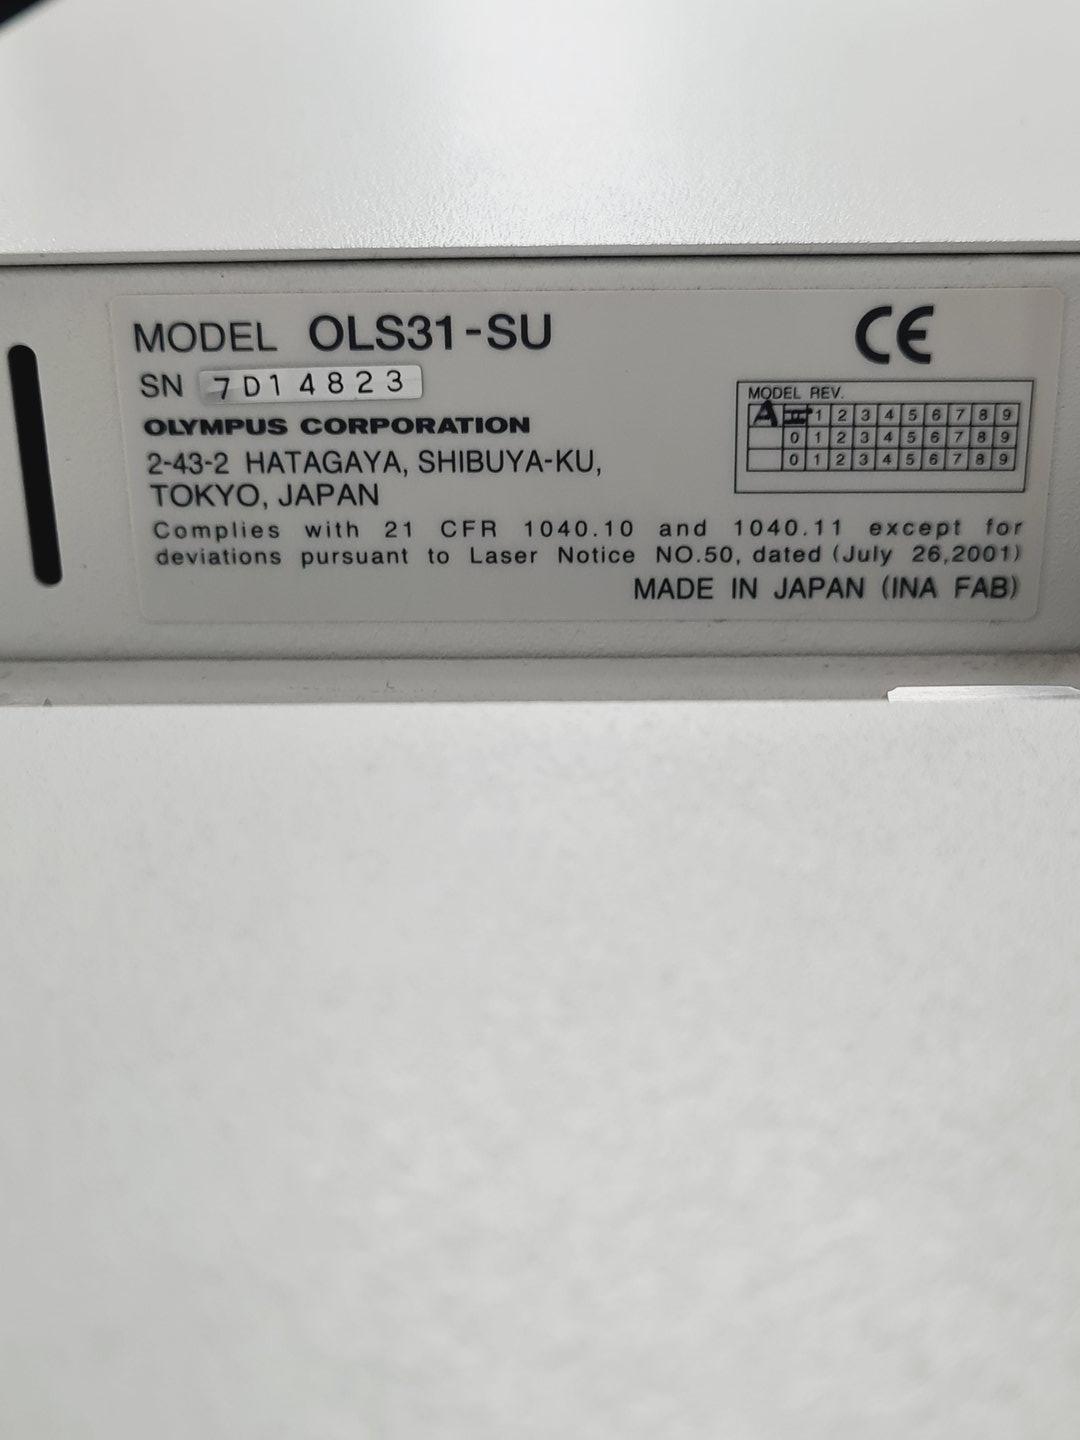 MODEL OLS31-SU
CE
SN 7D14823
OLYMPUS CORPORATION
2-43-2 HATAGAYA, SHIBUYA-KU,
TOKYO, JAPAN
MODEL REV.
A 1 2 3 4 5 6 7 8 9
0 1 2 3 4 5 6 7 8 9
0 1 2 3 4 5 6 7 8 9
Complies with 21 CFR 1040.10 and 1040.11 except for
deviations pursuant to Laser Notice NO.50, dated (July 26,2001)
MADE IN JAPAN (INA FAB)